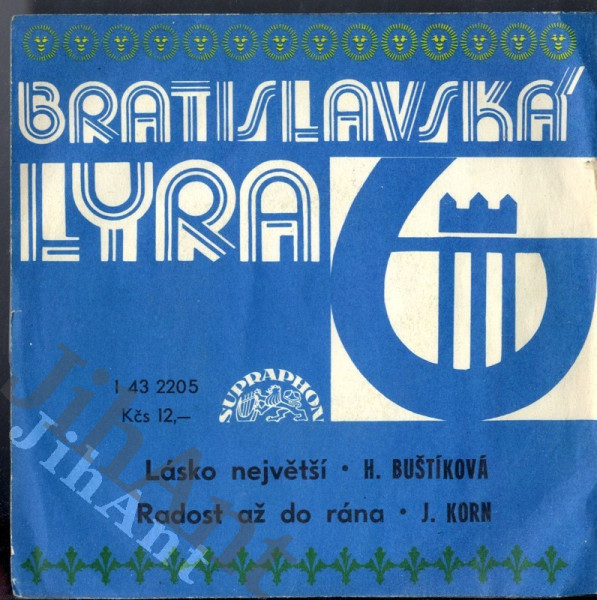 BRATISLAVSKÁ
LYRA
1 43 2205
Kčs 12,–
SUPRAPHON
Lásko největší • H. BUŠTÍKOVÁ
Radost až do rána • J. KORN
JihAnt
JihAnt